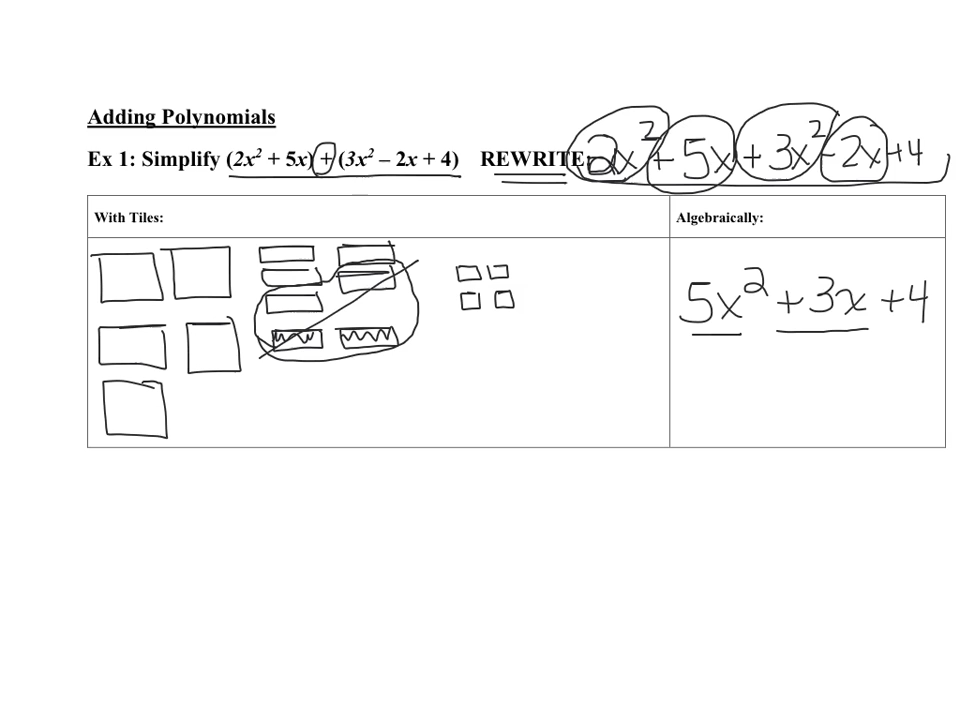 Adding Polynomials
Ex 1: Simplify (2x² + 5x) + (3x² – 2x + 4) REWRITE: 2x² + 5x + 3x² - 2x + 4
With Tiles: Algebraically:
5x² + 3x + 4